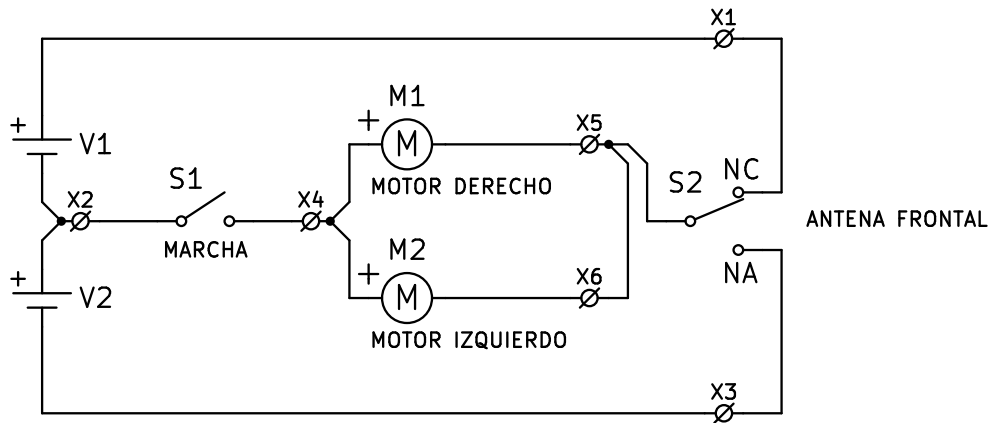 X1
M1
+
+
M
X5
V1
MOTOR DERECHO
S1
S2
NC
X2
X4
ANTENA FRONTAL
MARCHA
M2
+
+
M
X6
NA
V2
MOTOR IZQUIERDO
X3